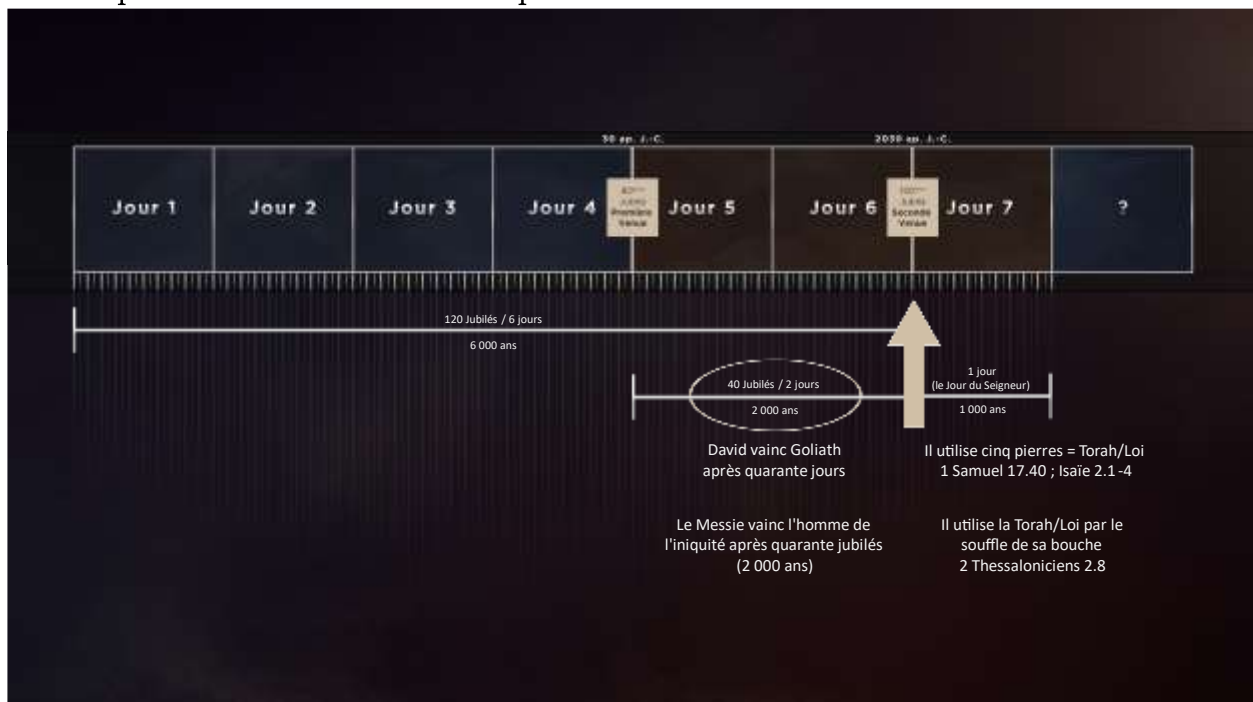 30 ap. J.-C.
2030 ap. J.-C.
Jour 1
Jour 2
Jour 3
Jour 4
Jubilé
Première
Venue
Jour 5
Jour 6
Jubilé
Seconde
Venue
Jour 7
?
120 Jubilés / 6 jours
6 000 ans
40 Jubilés / 2 jours
2 000 ans
1 jour
(le Jour du Seigneur)
1 000 ans
David vainc Goliath
après quarante jours
Il utilise cinq pierres = Torah/Loi
1 Samuel 17.40 ; Isaïe 2.1-4
Le Messie vainc l'homme de
l'iniquité après quarante jubilés
(2 000 ans)
Il utilise la Torah/Loi par le
souffle de sa bouche
2 Thessaloniciens 2.8